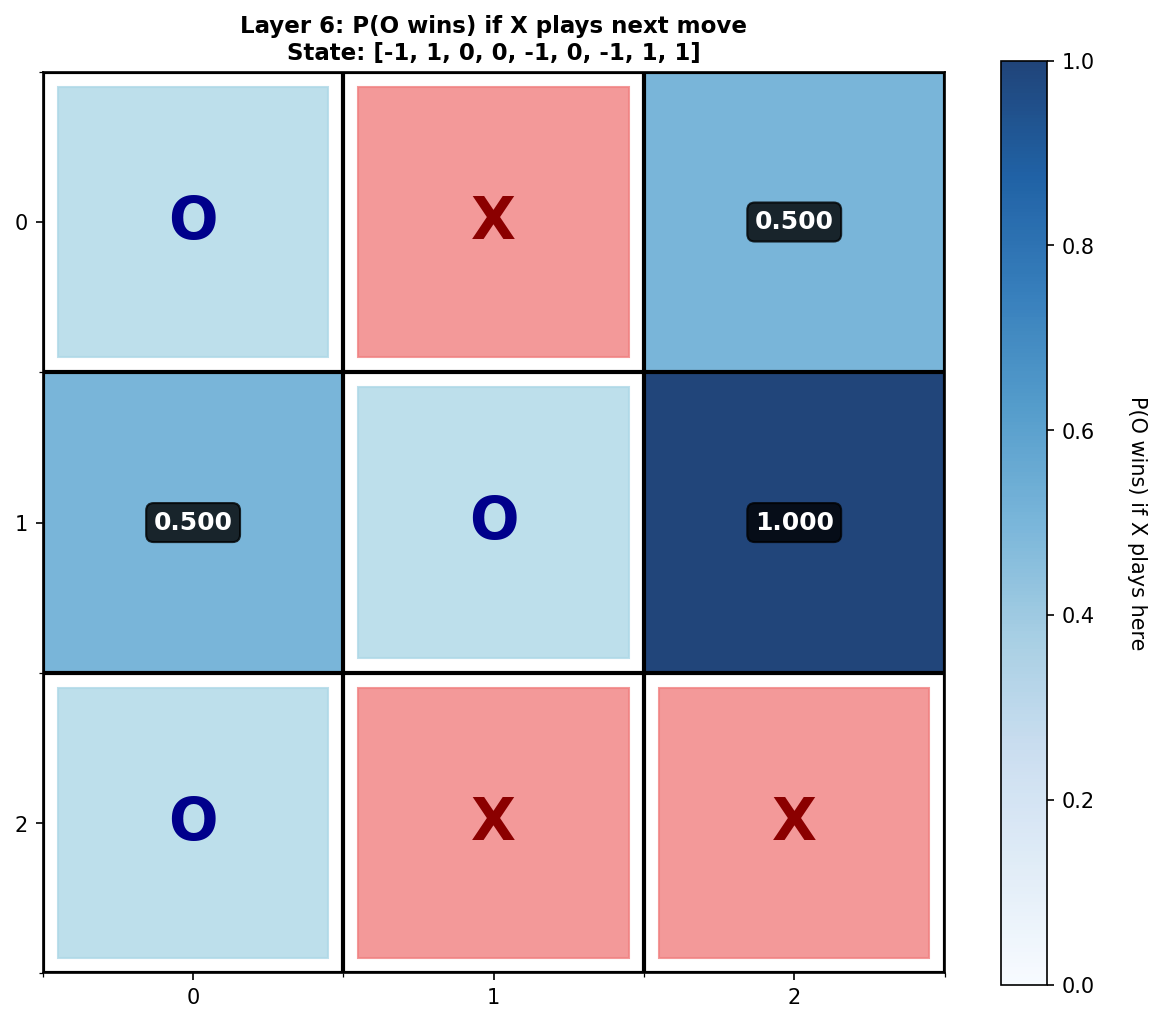 Layer 6: P(O wins) if X plays next move
State: [-1, 1, 0, 0, -1, 0, -1, 1, 1]
O X 0.500
0.500 O 1.000
O X X
0
1
2
0 1 2
1.0
0.8
0.6
0.4
0.2
0.0
P(O wins) if X plays here